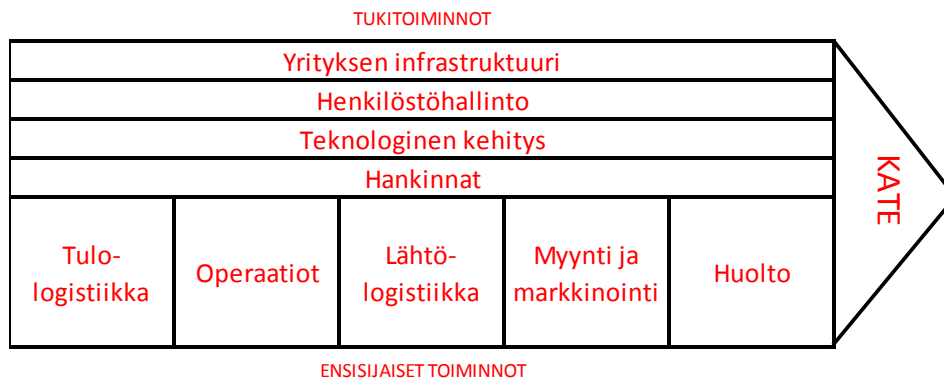 TUKITOIMINNOT
Yrityksen infrastruktuuri
Henkilöstöhallinto
Teknologinen kehitys
Hankinnat
Tulo-
logistiikka
Operaatiot
Lähtö-
logistiikka
Myynti ja
markkinointi
Huolto
KATE
ENSISIJAISET TOIMINNOT